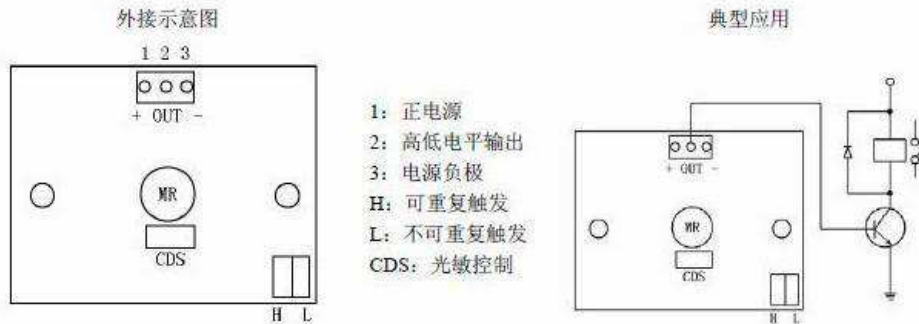 外接示意图
1 2 3
+ OUT -
MR
CDS
H L
1：正电源
2：高低电平输出
3：电源负极
H：可重复触发
L：不可重复触发
CDS：光敏控制
典型应用
+ OUT -
MR
CDS
H L